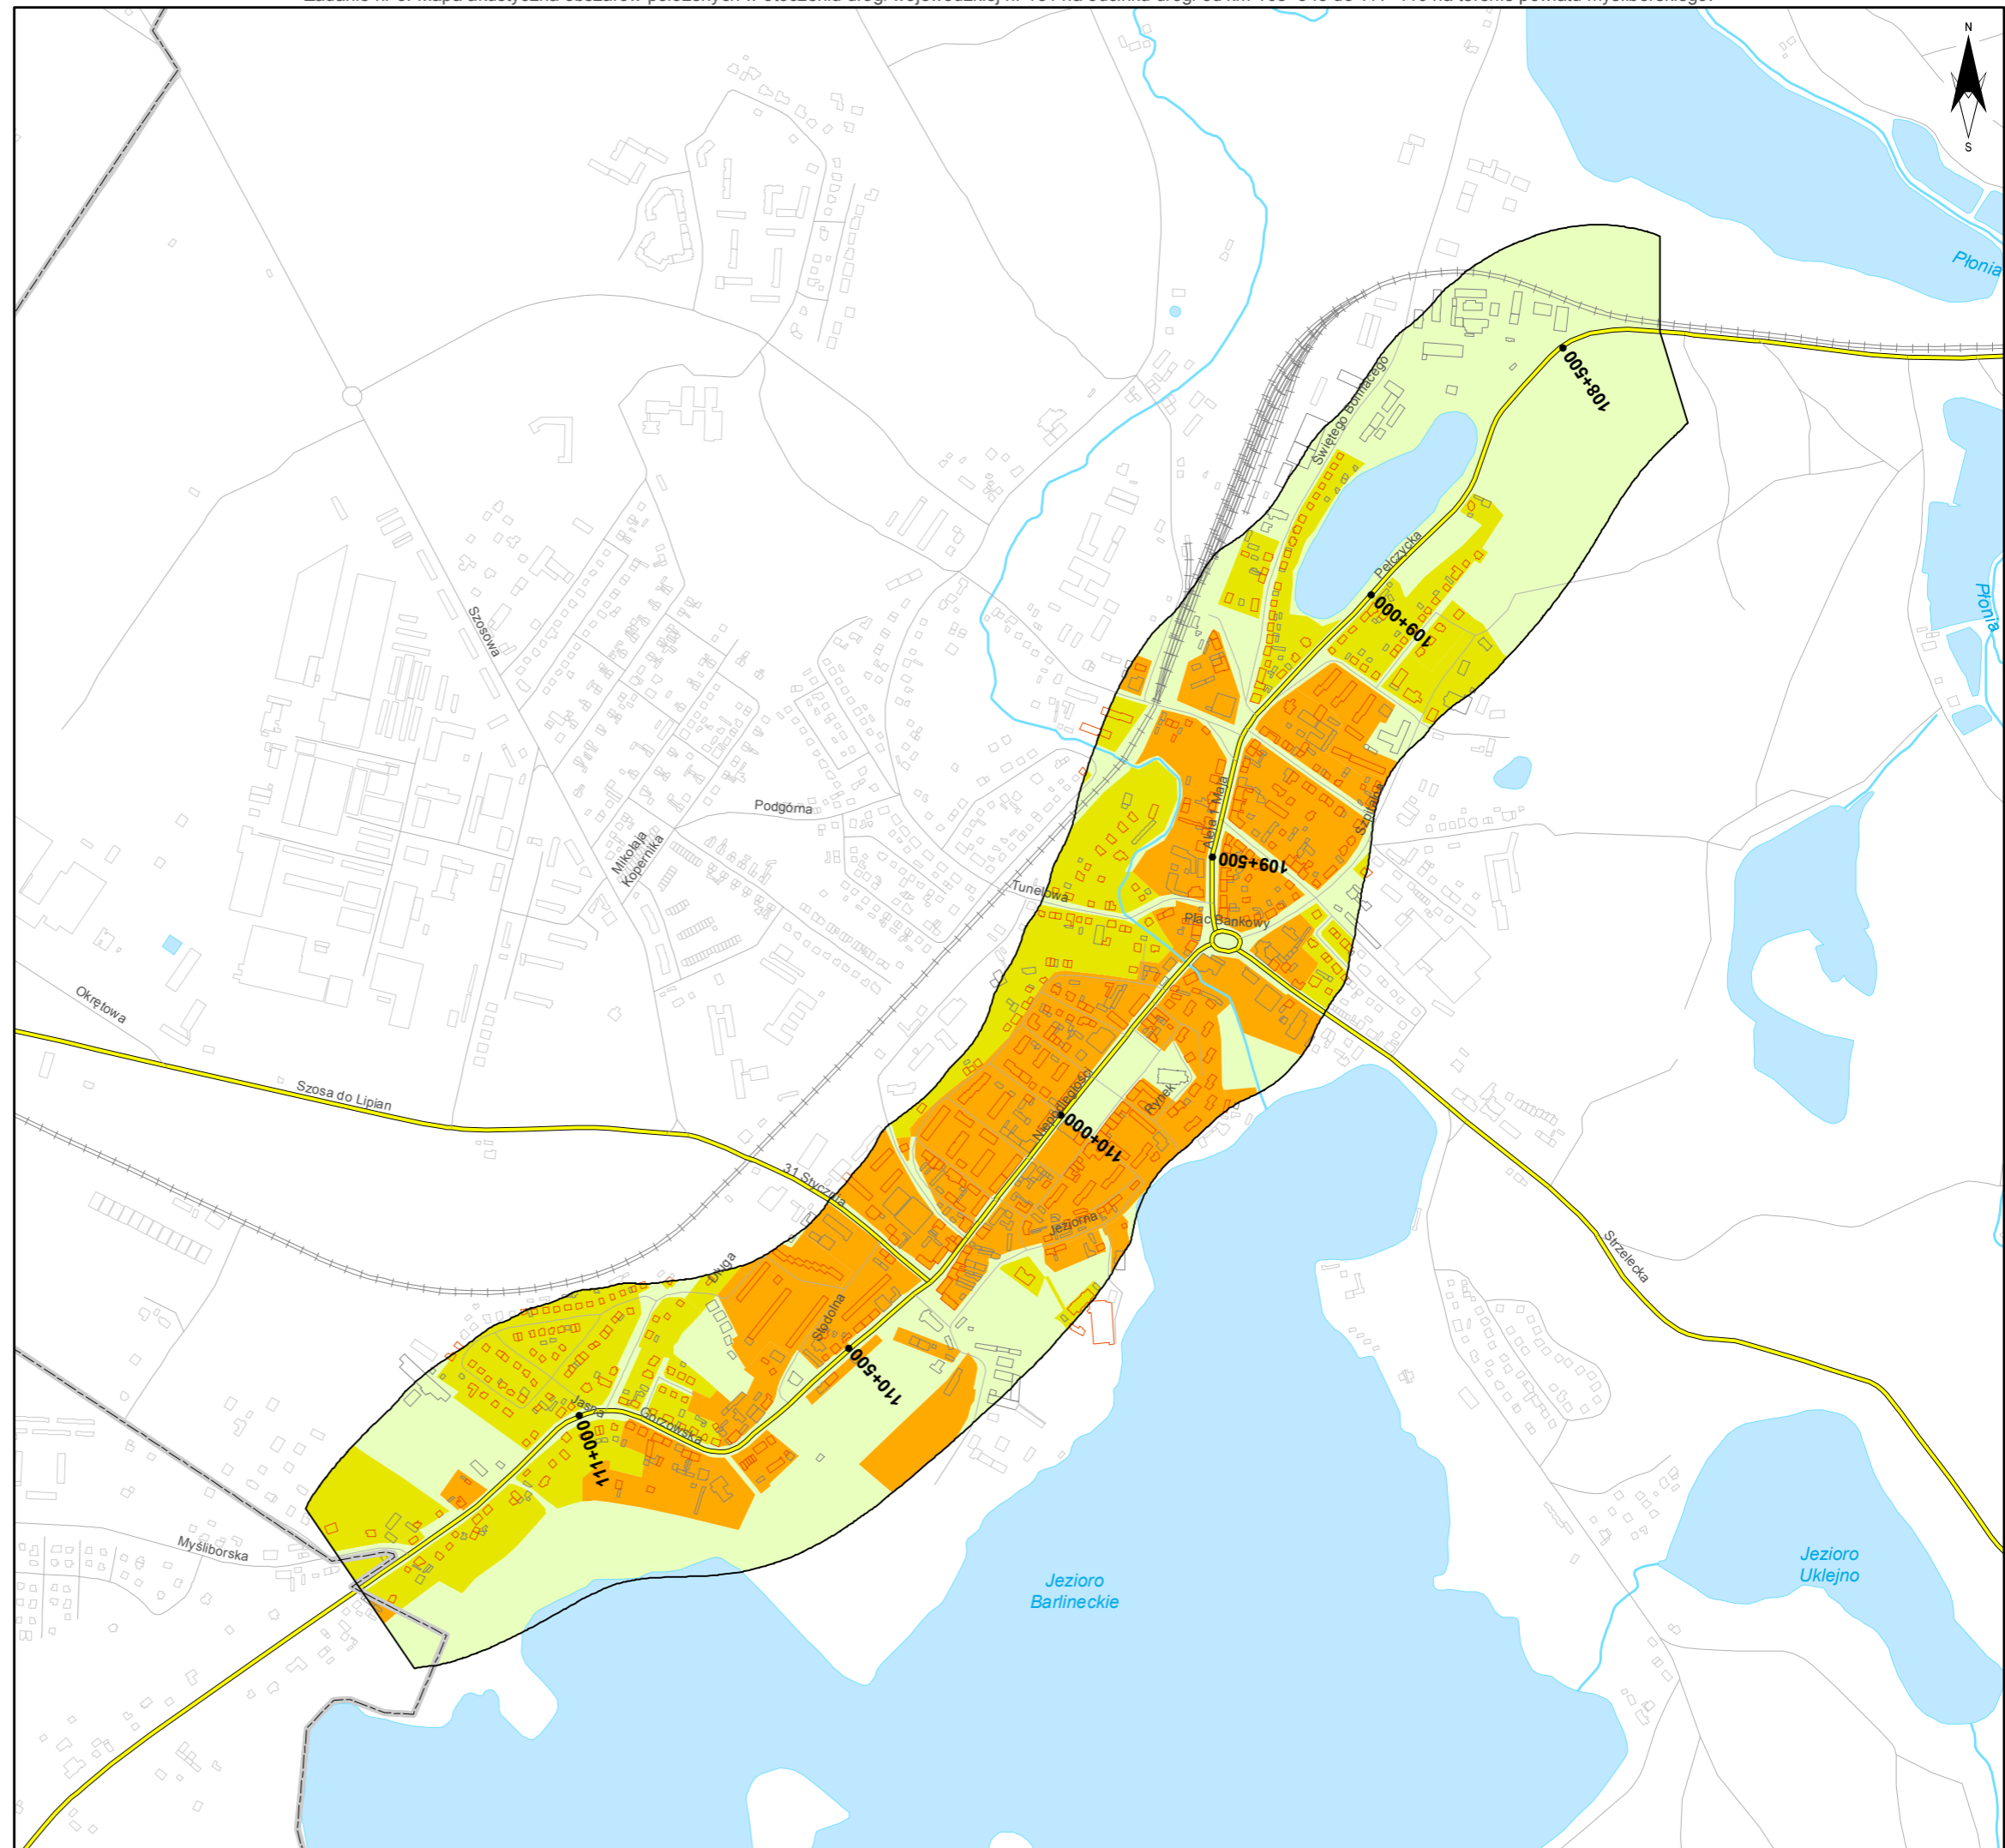 N
S
Płonia
108+500
Świętego Bonifacego
Pełczycka
109+000
Płonia
Szosowa
Aleja 1 Maja
Szpitalna
Podgórna
Mikołaja
Kopernika
109+500
Tunelowa
Plac Bankowy
Okrętowa
Szosa do Lipian
Niepodległości
Rynek
110+000
31 Stycznia
Jeziorna
Strzelecka
Długa
Stodolna
110+500
Jasna
Gorzowska
111+000
Myśliborska
Jezioro
Barlineckie
Jezioro
Uklejno